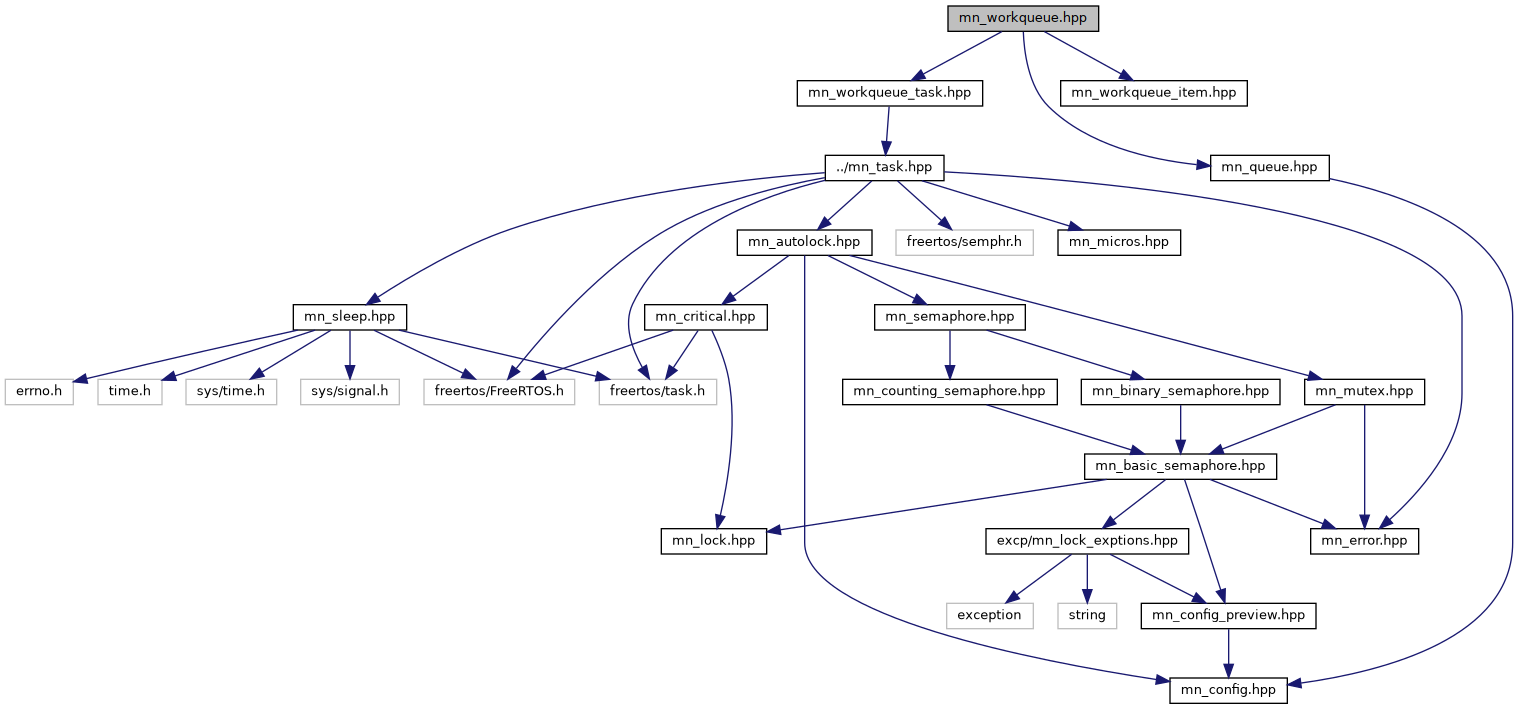 mn_workqueue.hpp
mn_workqueue_task.hpp
mn_workqueue_item.hpp
../mn_task.hpp
mn_queue.hpp
mn_autolock.hpp
freertos/semphr.h
mn_micros.hpp
mn_sleep.hpp
mn_critical.hpp
mn_semaphore.hpp
errno.h
time.h
sys/time.h
sys/signal.h
freertos/FreeRTOS.h
freertos/task.h
mn_counting_semaphore.hpp
mn_binary_semaphore.hpp
mn_mutex.hpp
mn_basic_semaphore.hpp
mn_lock.hpp
excp/mn_lock_exptions.hpp
mn_error.hpp
exception
string
mn_config_preview.hpp
mn_config.hpp